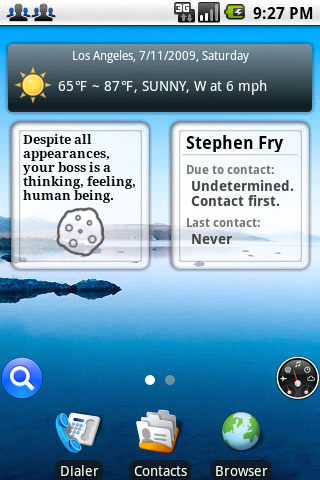 3G
9:27 PM
Los Angeles, 7/11/2009, Saturday
65°F ~ 87°F, SUNNY, W at 6 mph
Despite all
appearances,
your boss is a
thinking, feeling,
human being.
Stephen Fry
Due to contact:
Undetermined.
Contact first.
Last contact:
Never
Dialer
Contacts
Browser